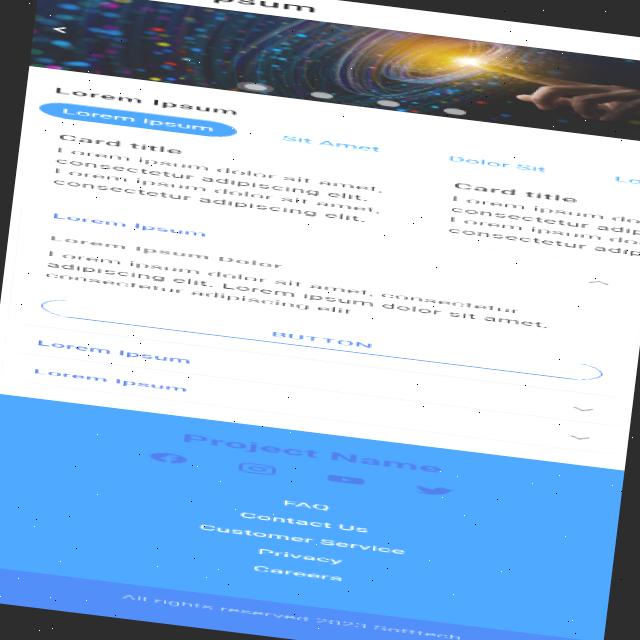 Ipsum
<
Lorem Ipsum
Lorem Ipsum
Sit Amet
Dolor Sit
Lo
Card title
Lorem ipsum dolor sit amet,
consectetur adipiscing elit.
Lorem ipsum dolor sit amet,
consectetur adipiscing elit.
Card title
Lorem ipsum do
consectetur adip
Lorem ipsum do
consectetur adip
Lorem Ipsum
Lorem Ipsum Dolor
Lorem ipsum dolor sit amet, consectetur
adipiscing elit. Lorem ipsum dolor sit amet.
consectetur adipiscing elit
BUTTON
Lorem Ipsum
Lorem Ipsum
Project Name
FAQ
Contact Us
Customer Service
Privacy
Careers
All rights reserved 2023 Softtech